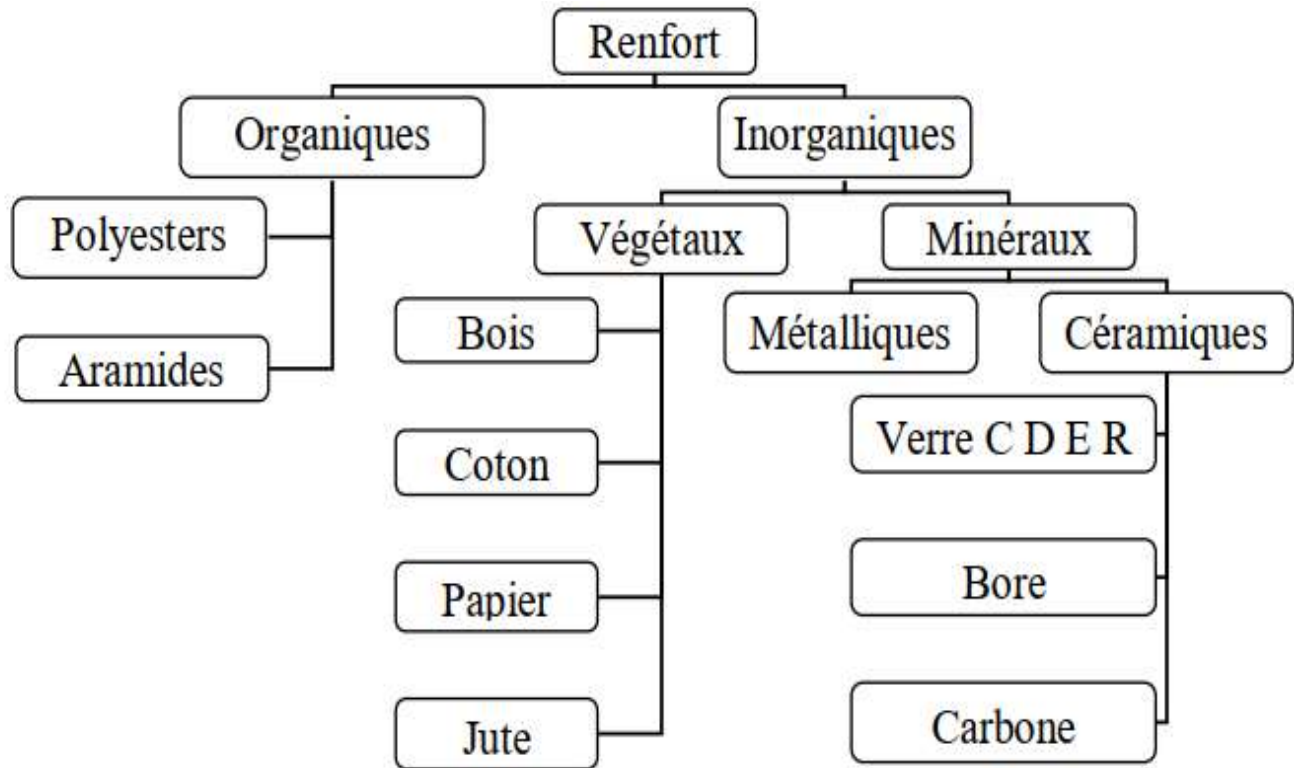 Renfort
Organiques
Inorganiques
Polyesters
Aramides
Végétaux
Minéraux
Bois
Coton
Papier
Jute
Métalliques
Céramiques
Verre C D E R
Bore
Carbone